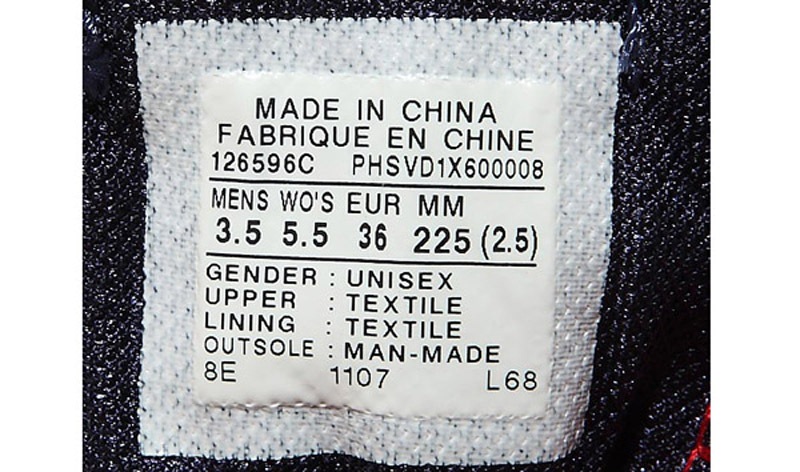 MADE IN CHINA
FABRIQUE EN CHINE
126596C PHSVD1X600008
MENS WO'S EUR MM
3.5 5.5 36 225 (2.5)
GENDER : UNISEX
UPPER : TEXTILE
LINING : TEXTILE
OUTSOLE : MAN-MADE
8E 1107 L68